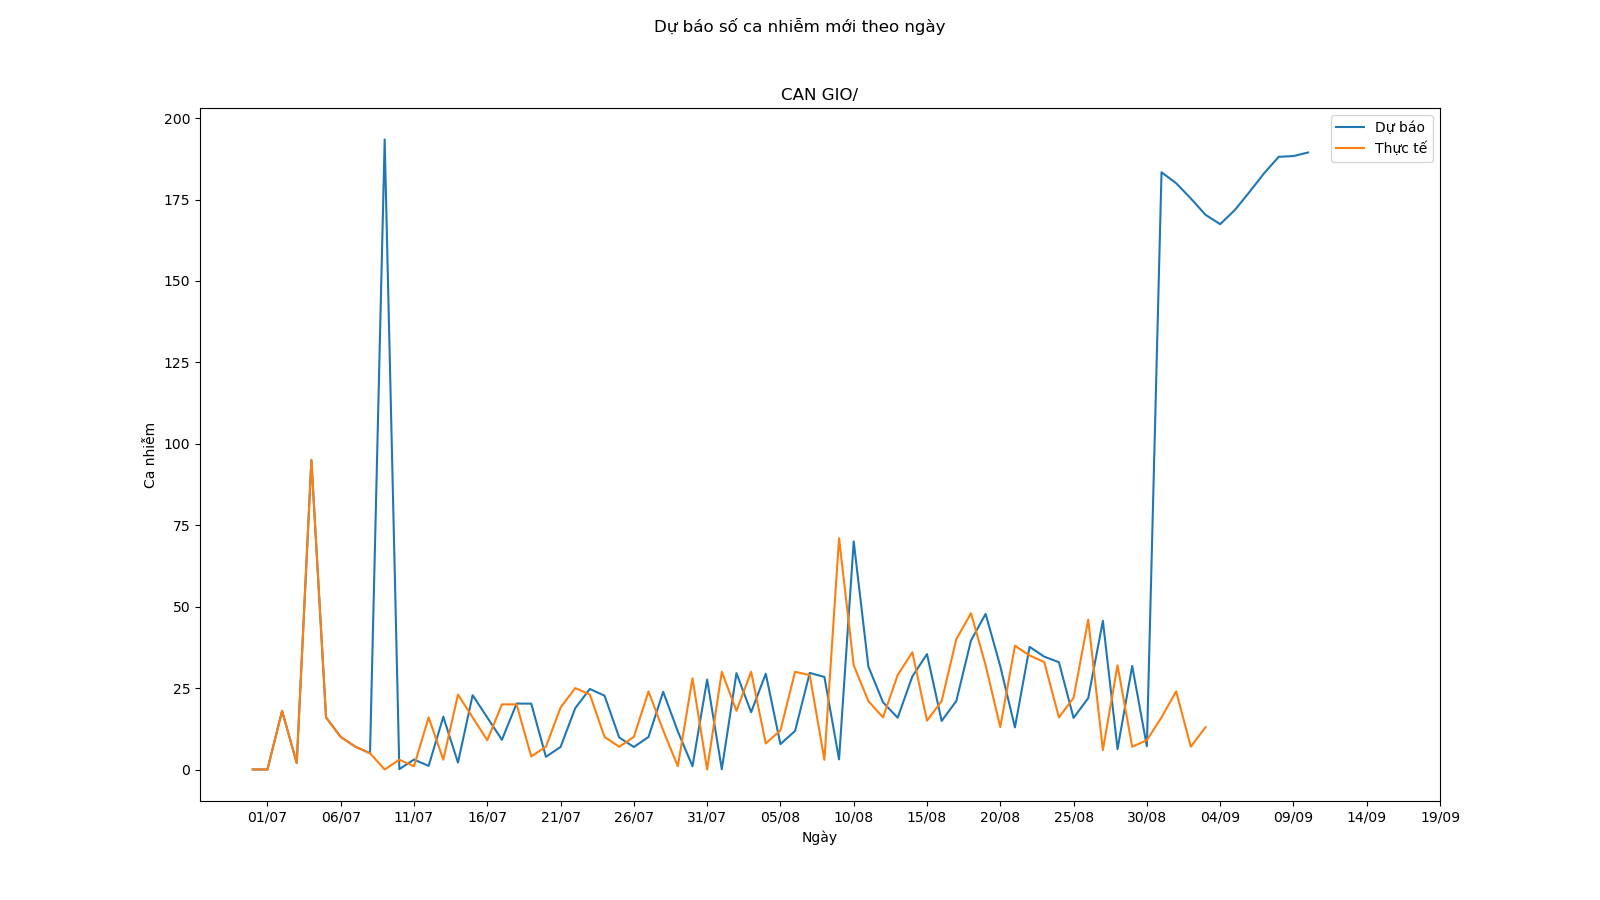 Dự báo số ca nhiễm mới theo ngày
CAN GIO/
Dự báo
Thực tế
200
175
150
125
100
75
50
25
0
Ca nhiễm
01/07 06/07 11/07 16/07 21/07 26/07 31/07 05/08 10/08 15/08 20/08 25/08 30/08 04/09 09/09 14/09 19/09
Ngày